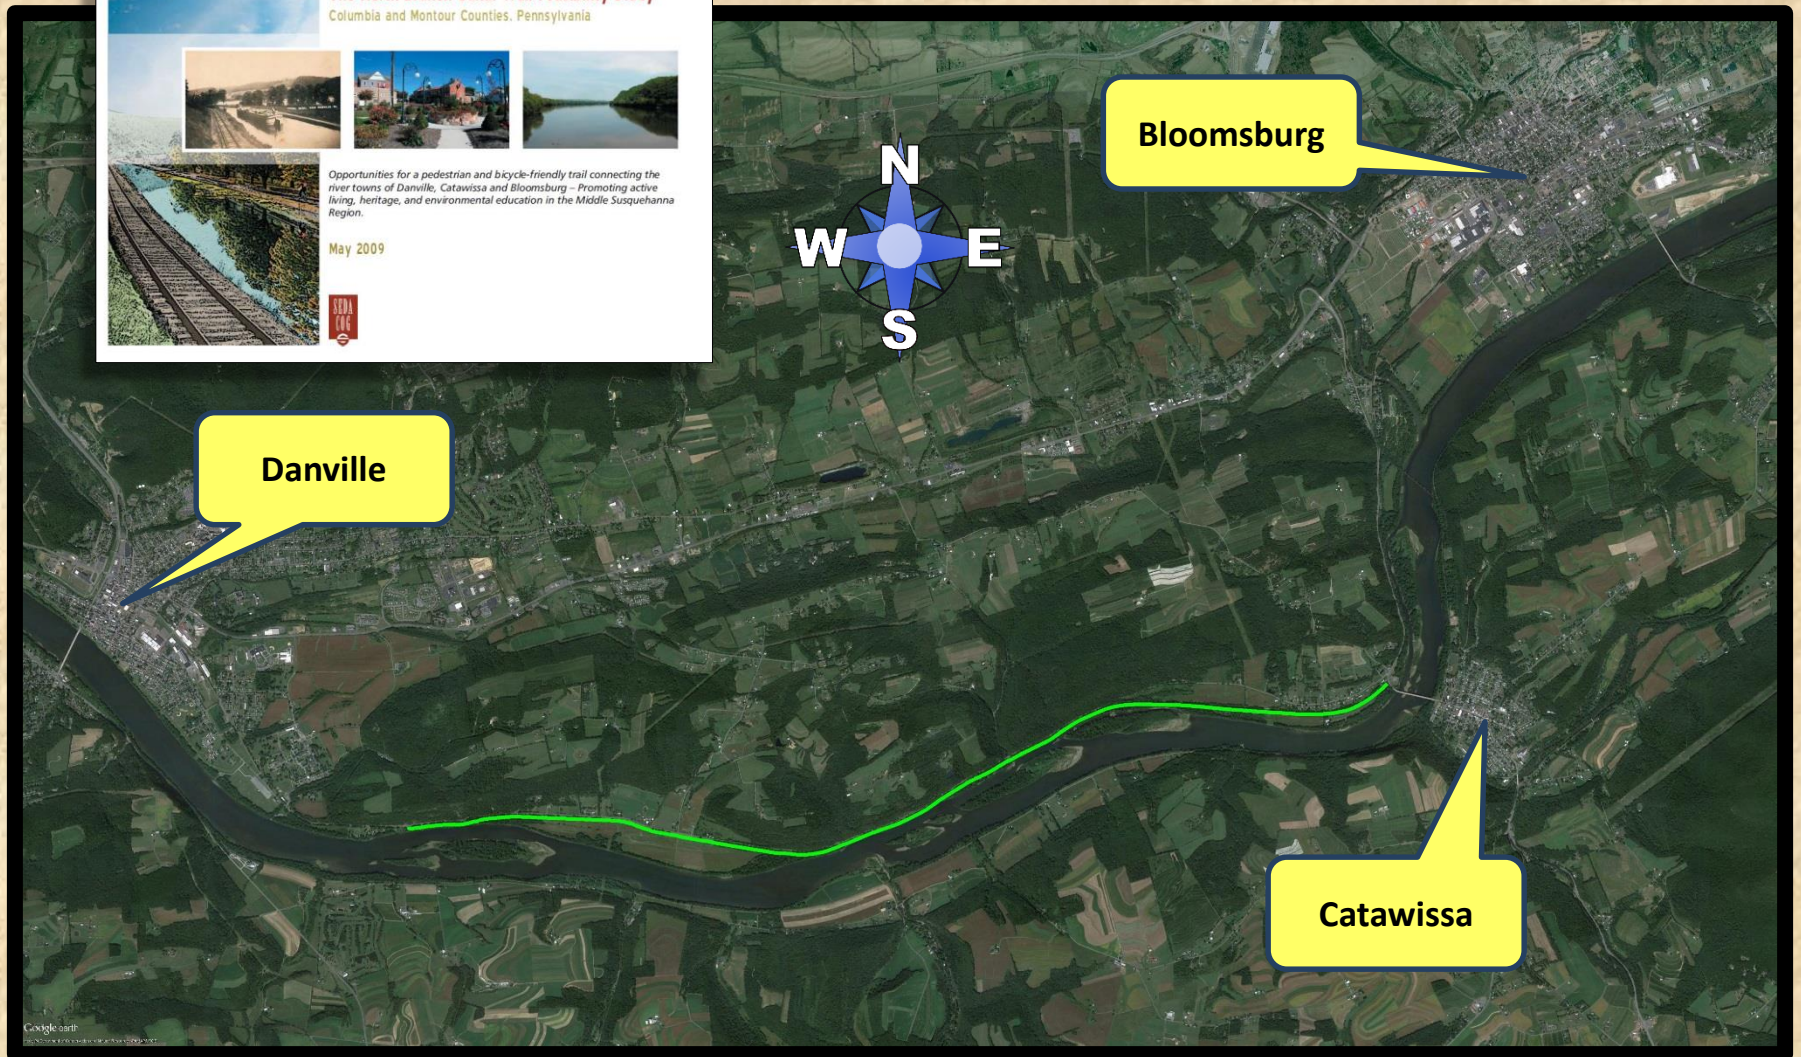 Columbia and Montour Counties, Pennsylvania
Opportunities for a pedestrian and bicycle-friendly trail connecting the
river towns of Danville, Catawissa and Bloomsburg – Promoting active
living, heritage, and environmental education in the Middle Susquehanna
Region.
May 2009
SEDA
COG
N
W
E
S
Bloomsburg
Danville
Catawissa
Google earth